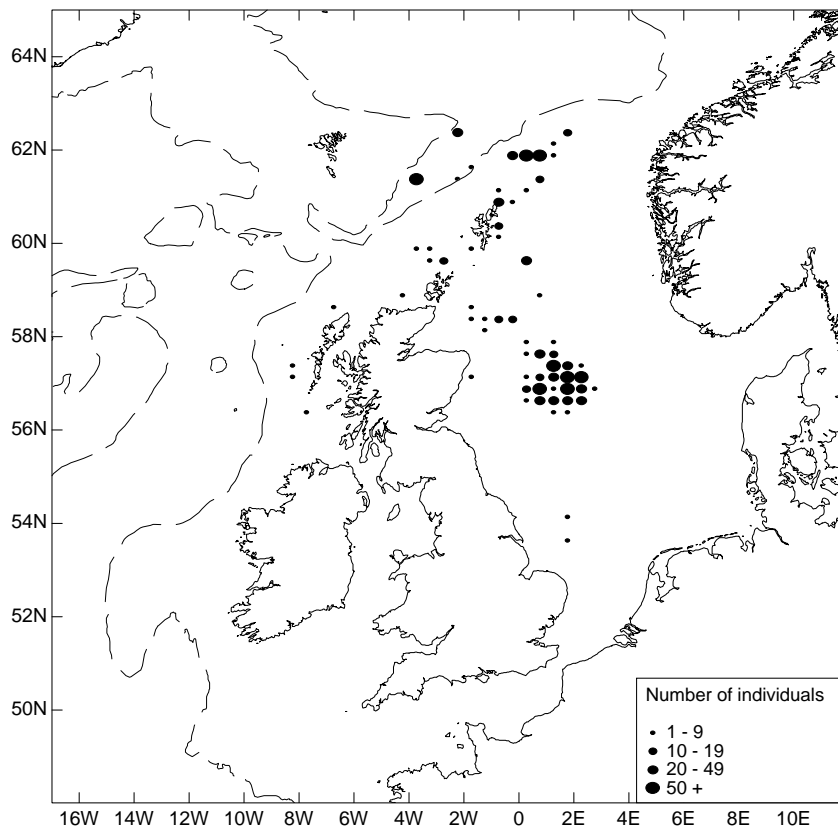 64N
62N
60N
58N
56N
54N
52N
50N
Number of individuals
1 - 9
10 - 19
20 - 49
50 +
16W 14W 12W 10W 8W 6W 4W 2W 0 2E 4E 6E 8E 10E